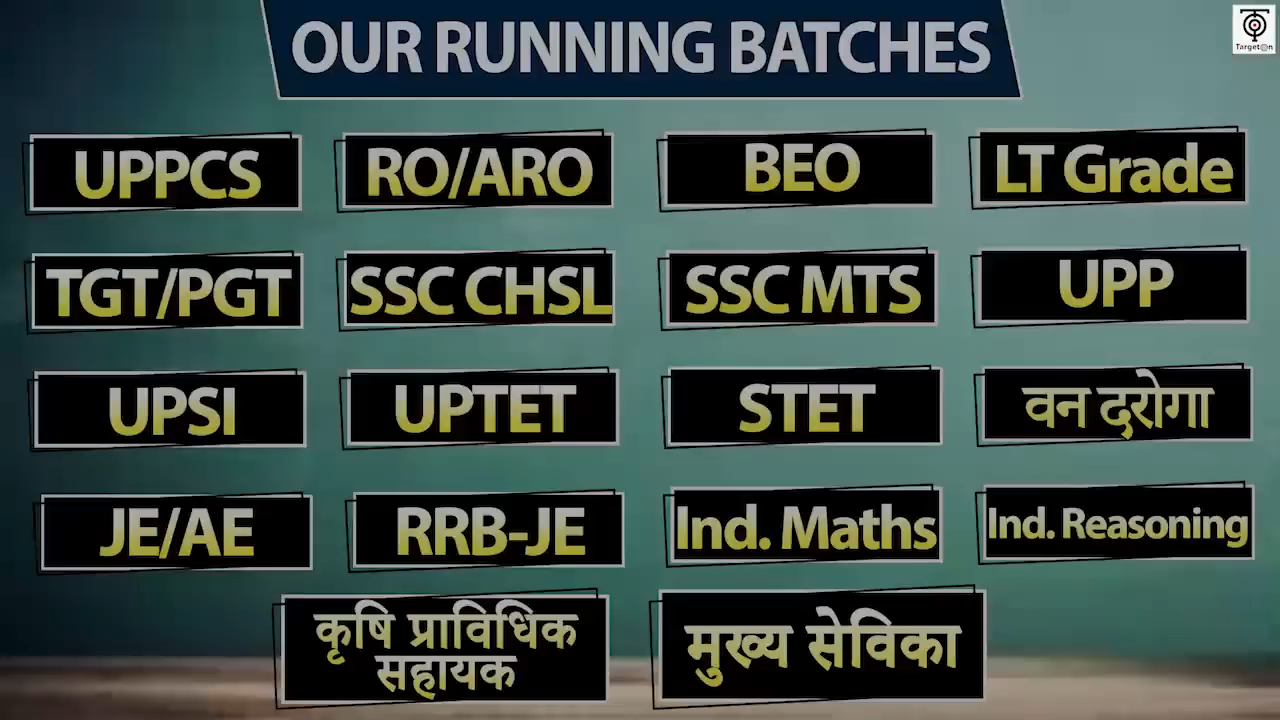 OUR RUNNING BATCHES
Target@n
UPPCS
RO/ARO
BEO
LT Grade
TGT/PGT
SSC CHSL
SSC MTS
UPP
UPSI
UPTET
STET
वन दरोगा
JE/AE
RRB-JE
Ind. Maths
Ind. Reasoning
कृषि प्राविधिक
सहायक
मुख्य सेविका